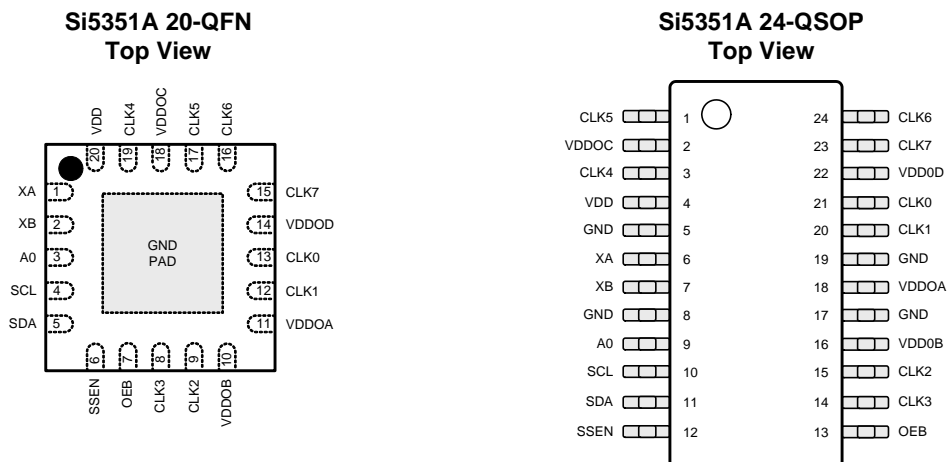 Si5351A 20-QFN
Top View
VDD
CLK4
VDDOC
CLK5
CLK6
20
19
18
17
16
XA 1
XB 2
A0 3
SCL 4
SDA 5
GND
PAD
15 CLK7
14 VDDOD
13 CLK0
12 CLK1
11 VDDOA
6
7
8
9
10
SSEN
OEB
CLK3
CLK2
VDDOB
Si5351A 24-QSOP
Top View
CLK5 1 24 CLK6
VDDOC 2 23 CLK7
CLK4 3 22 VDD0D
VDD 4 21 CLK0
GND 5 20 CLK1
XA 6 19 GND
XB 7 18 VDDOA
GND 8 17 GND
A0 9 16 VDD0B
SCL 10 15 CLK2
SDA 11 14 CLK3
SSEN 12 13 OEB